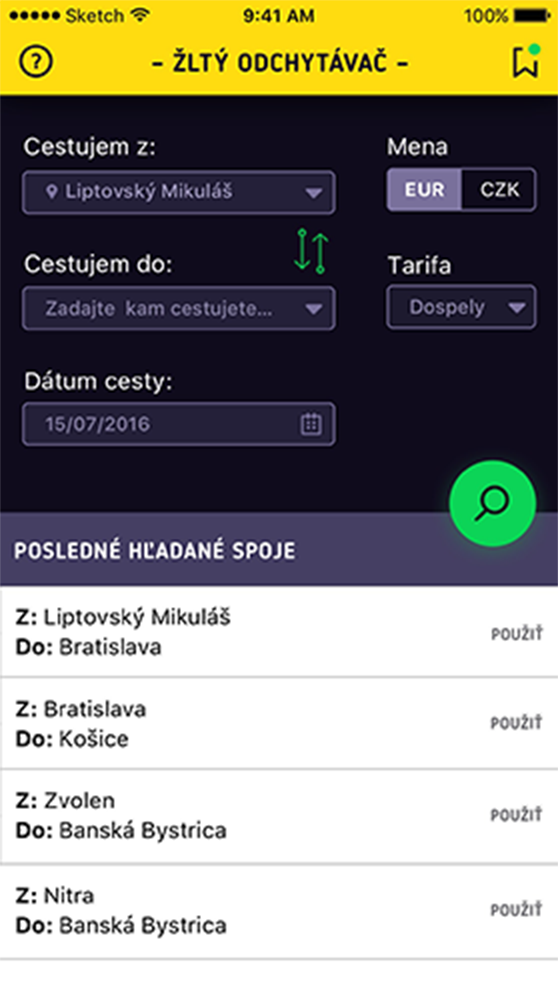 Sketch 9:41 AM 100%
? – ŽLTÝ ODCHYTÁVAČ –
Cestujem z:
Mena
Liptovský Mikuláš
EUR CZK
Cestujem do:
Tarifa
Zadajte kam cestujete...
Dospely
Dátum cesty:
15/07/2016
POSLEDNÉ HĽADANÉ SPOJE
Z: Liptovský Mikuláš
Do: Bratislava
POUŽIŤ
Z: Bratislava
Do: Košice
POUŽIŤ
Z: Zvolen
Do: Banská Bystrica
POUŽIŤ
Z: Nitra
Do: Banská Bystrica
POUŽIŤ